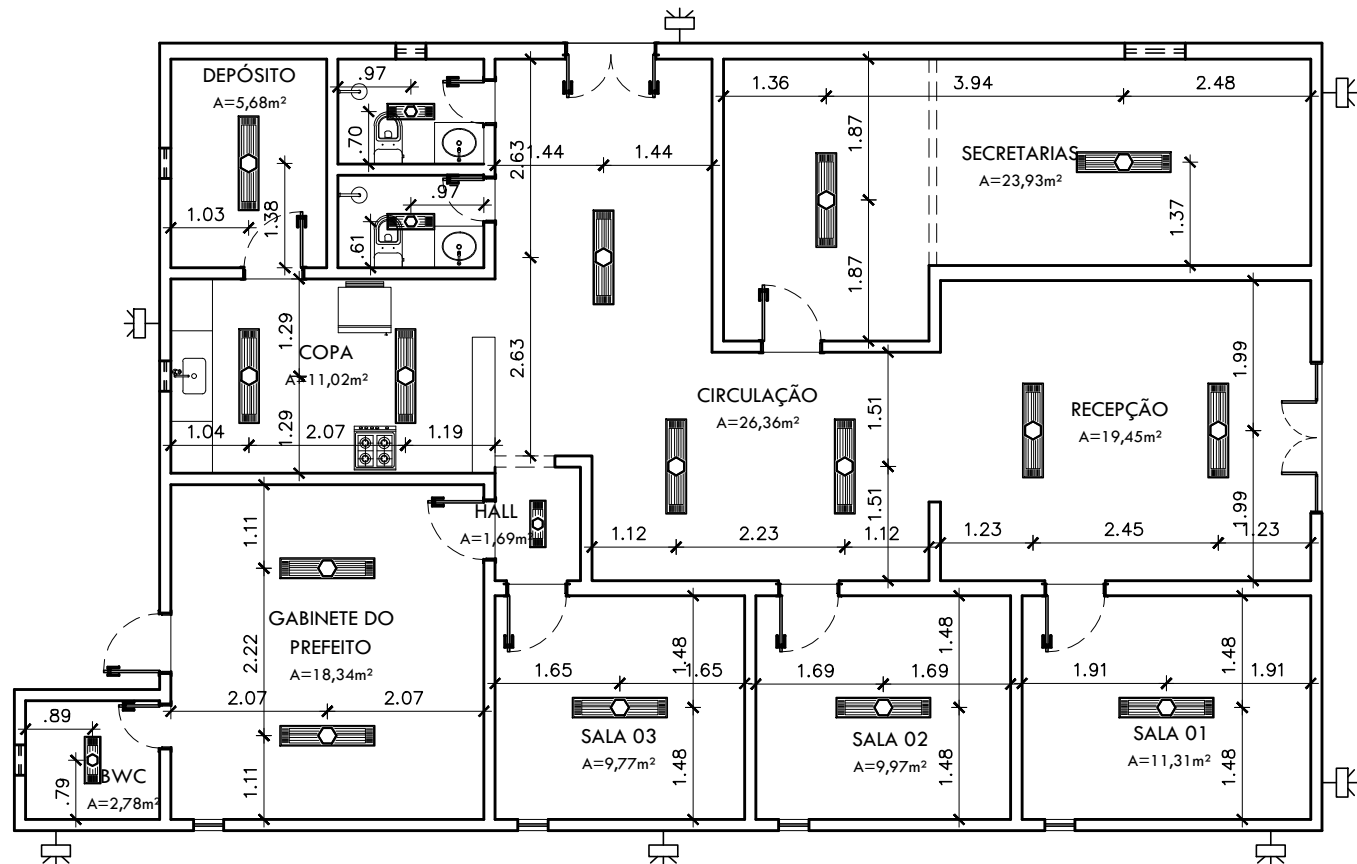 DEPÓSITO
A=5,68m²
.97
.70
1.03
1.38
.97
.61
1.44
1.44
2.63
2.63
1.36
3.94
2.48
1.87
1.87
SECRETARIAS
A=23,93m²
1.37
COPA
A=11,02m²
1.29
1.29
1.04
2.07
1.19
CIRCULAÇÃO
A=26,36m²
1.51
1.51
1.12
2.23
1.12
RECEPÇÃO
A=19,45m²
1.99
1.99
1.23
2.45
1.23
HALL
A=1,69m²
GABINETE DO
PREFEITO
A=18,34m²
1.11
2.22
1.11
2.07
2.07
.89
.79
BWC
A=2,78m²
1.65
1.65
1.48
1.48
SALA 03
A=9,77m²
1.69
1.69
1.48
1.48
SALA 02
A=9,97m²
1.91
1.91
1.48
1.48
SALA 01
A=11,31m²